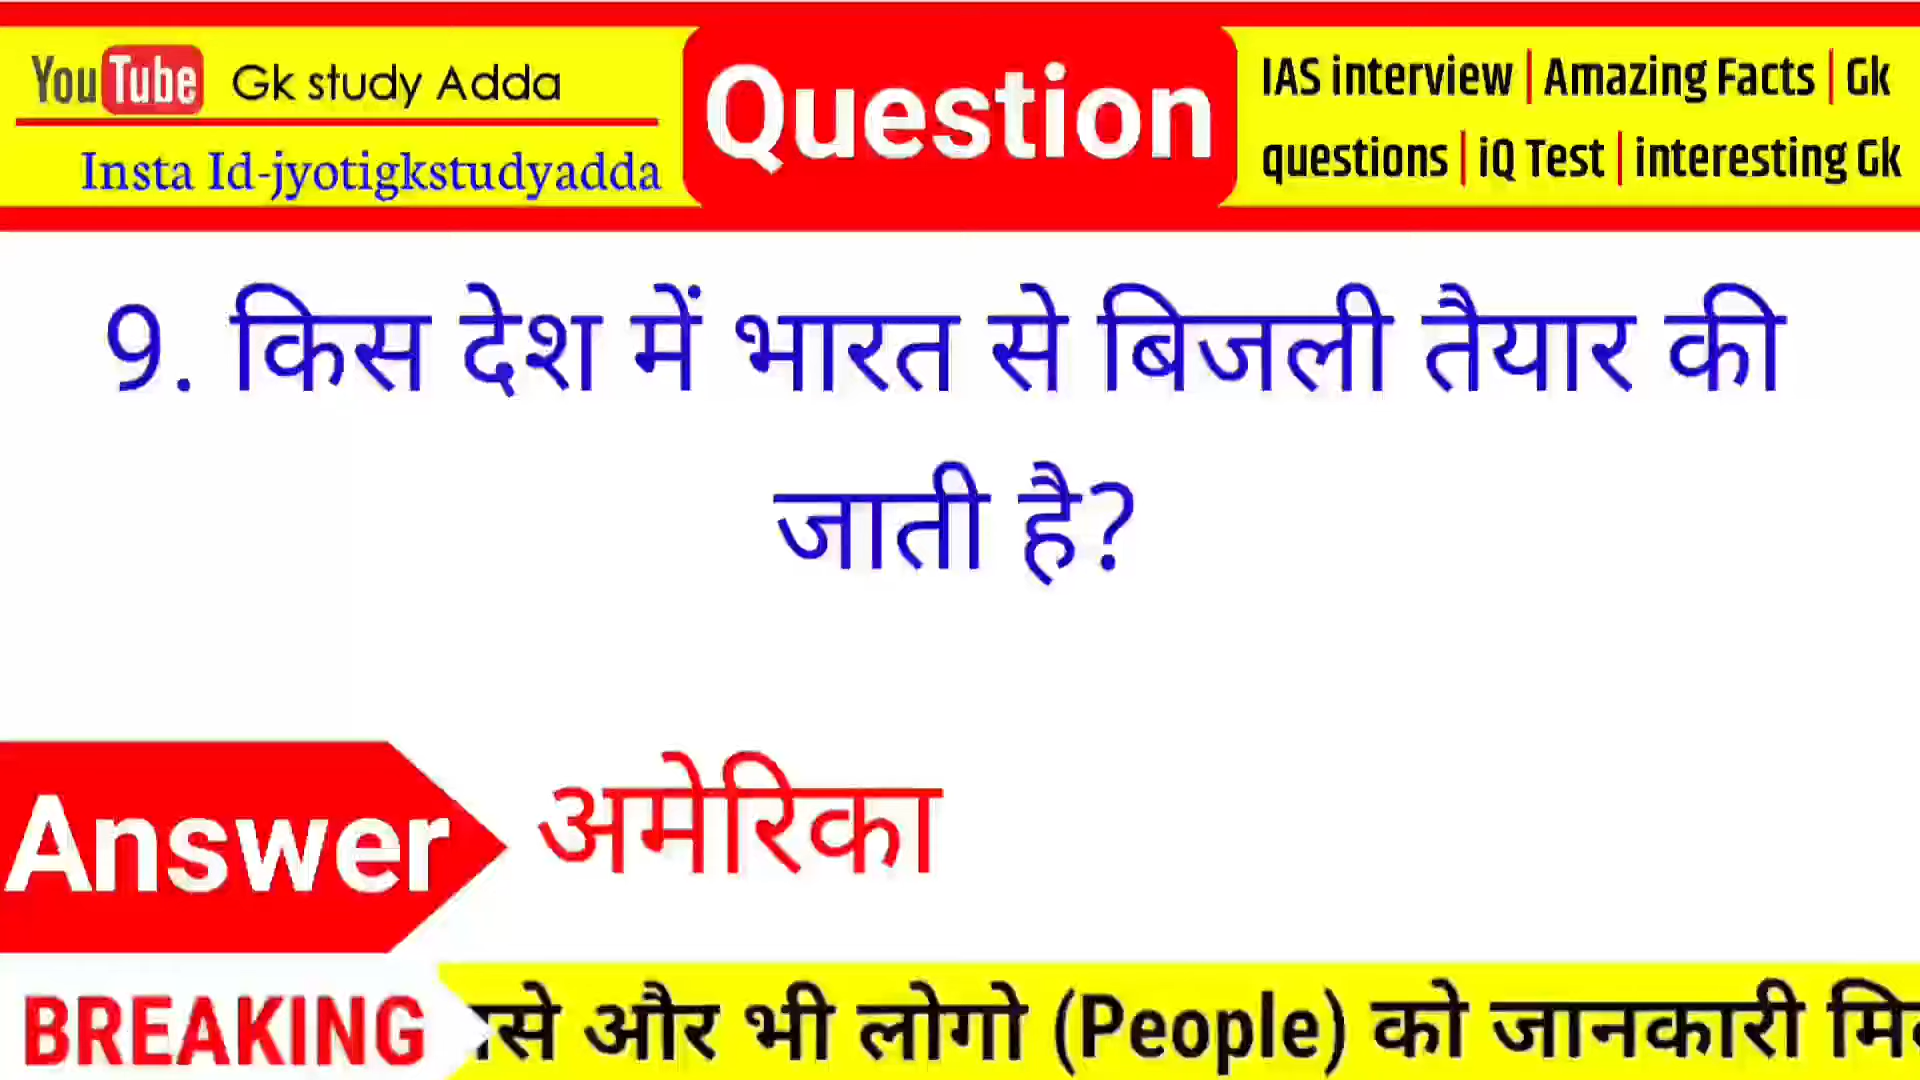 YouTube Gk study Adda
Insta Id-jyotigkstudyadda
Question
IAS interview | Amazing Facts | Gk
questions | iQ Test | interesting Gk
9. किस देश में भारत से बिजली तैयार की
जाती है?
Answer अमेरिका
BREAKING और भी लोगो (People) को जानकारी